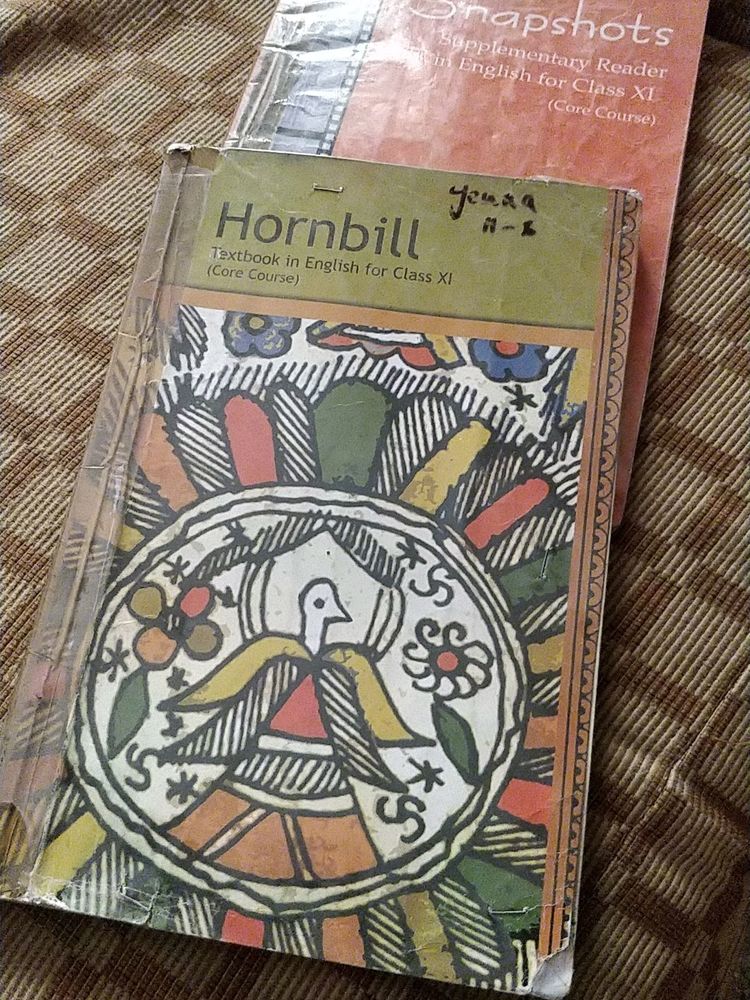 Snapshots
Supplementary Reader
in English for Class XI
(Core Course)
Hornbill
Textbook in English for Class XI
(Core Course)